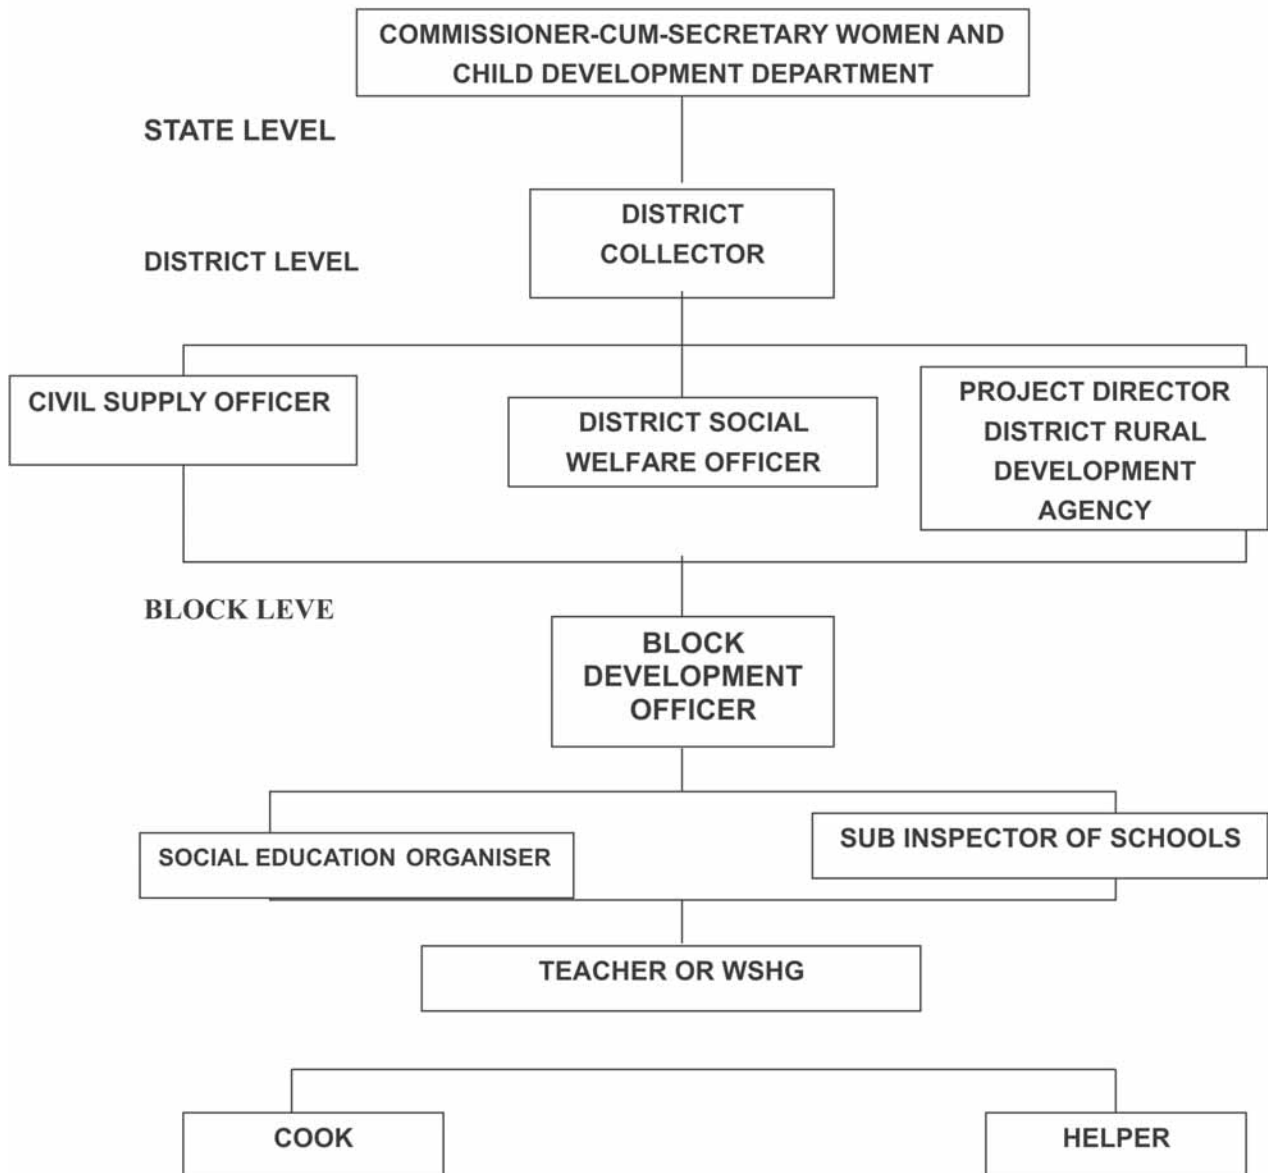 COMMISSIONER-CUM-SECRETARY WOMEN AND
CHILD DEVELOPMENT DEPARTMENT
STATE LEVEL
DISTRICT
COLLECTOR
DISTRICT LEVEL
CIVIL SUPPLY OFFICER
DISTRICT SOCIAL
WELFARE OFFICER
PROJECT DIRECTOR
DISTRICT RURAL
DEVELOPMENT
AGENCY
BLOCK LEVE
BLOCK
DEVELOPMENT
OFFICER
SOCIAL EDUCATION ORGANISER
SUB INSPECTOR OF SCHOOLS
TEACHER OR WSHG
COOK
HELPER